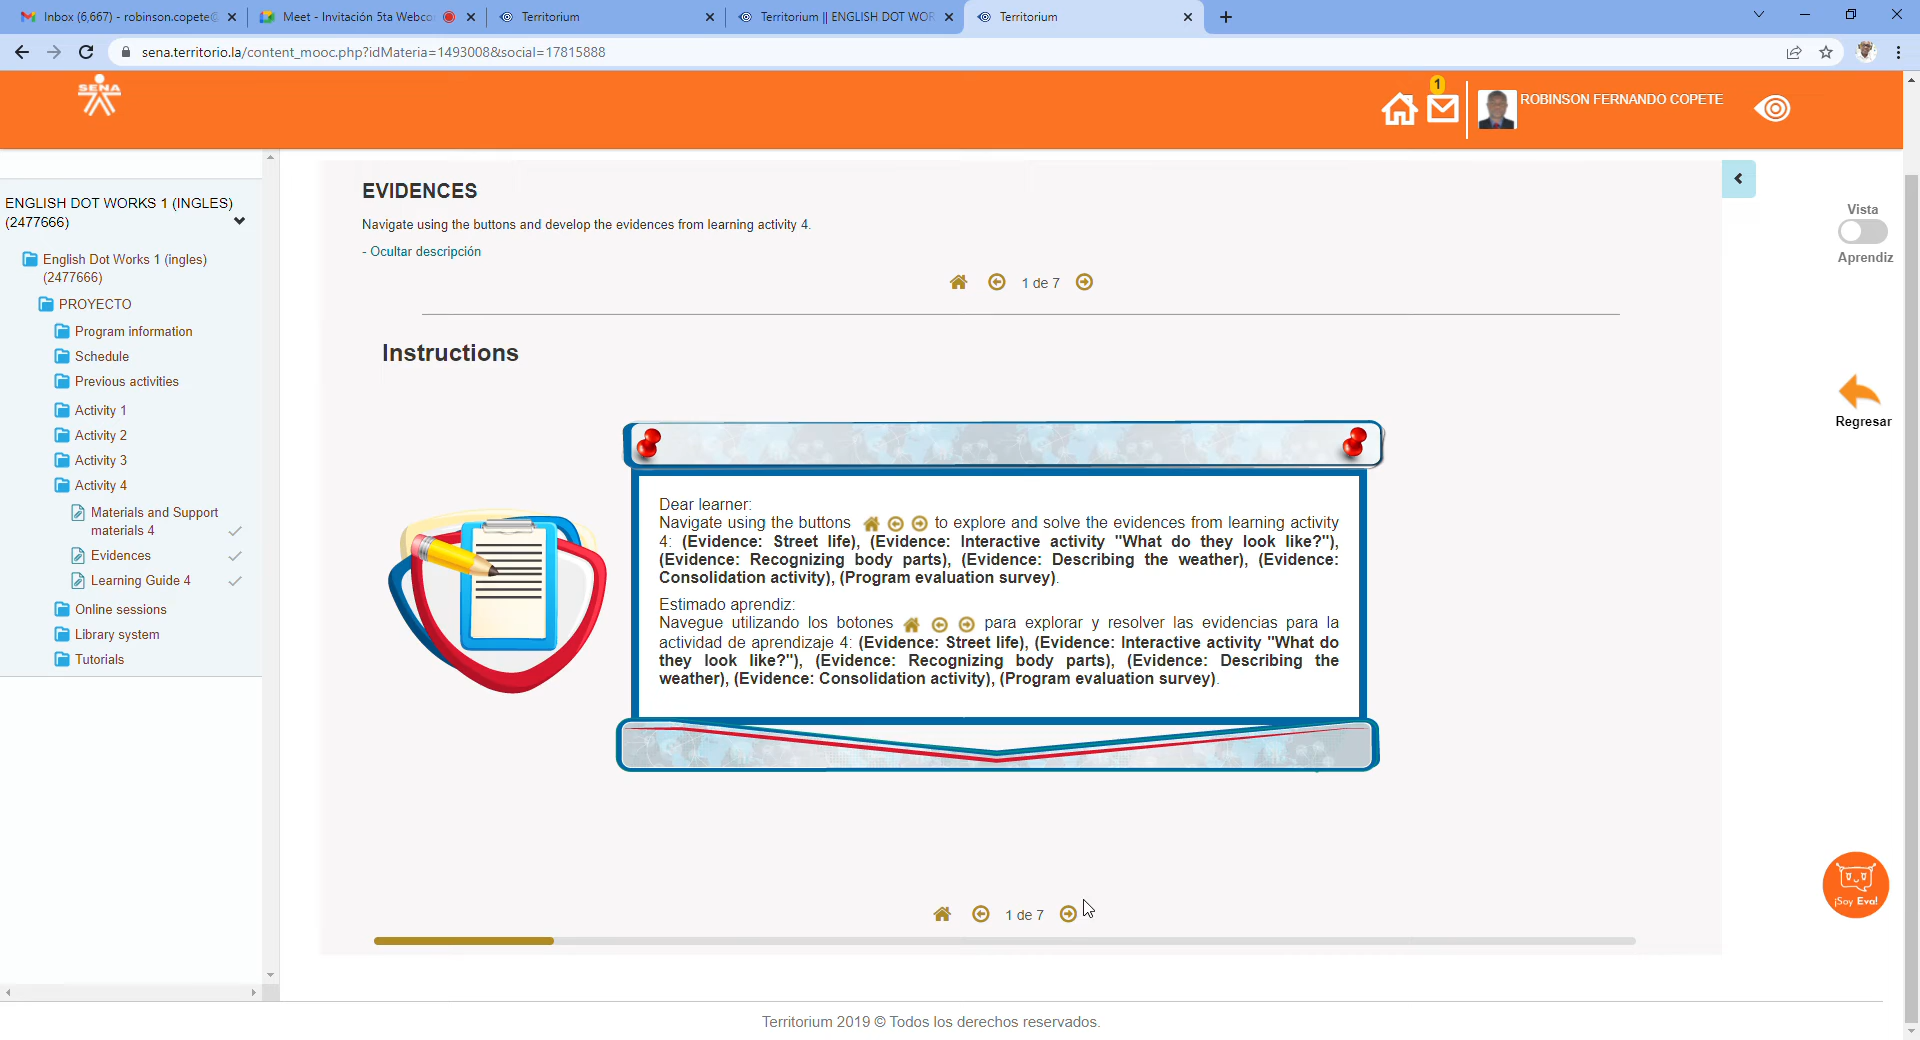 Inbox (6,667) - robinson.copete@
Meet - Invitación 5ta Webco
Territorium
Territorium || ENGLISH DOT WOR
Territorium
sena.territorio.la/content_mooc.php?idMateria=1493008&social=17815888
SENA
1
ROBINSON FERNANDO COPETE
ENGLISH DOT WORKS 1 (INGLES)
(2477666)
English Dot Works 1 (ingles)
(2477666)
PROYECTO
Program information
Schedule
Previous activities
Activity 1
Activity 2
Activity 3
Activity 4
Materials and Support
materials 4
Evidences
Learning Guide 4
Online sessions
Library system
Tutorials
EVIDENCES
Navigate using the buttons and develop the evidences from learning activity 4.
- Ocultar descripción
1 de 7
Instructions
Dear learner:
Navigate using the buttons to explore and solve the evidences from learning activity
4: (Evidence: Street life), (Evidence: Interactive activity "What do they look like?"),
(Evidence: Recognizing body parts), (Evidence: Describing the weather), (Evidence:
Consolidation activity), (Program evaluation survey).
Estimado aprendiz:
Navegue utilizando los botones para explorar y resolver las evidencias para la
actividad de aprendizaje 4: (Evidence: Street life), (Evidence: Interactive activity "What do
they look like?"), (Evidence: Recognizing body parts), (Evidence: Describing the
weather), (Evidence: Consolidation activity), (Program evaluation survey).
1 de 7
Vista
Aprendiz
Regresar
¡Soy Eva!
Territorium 2019 © Todos los derechos reservados.